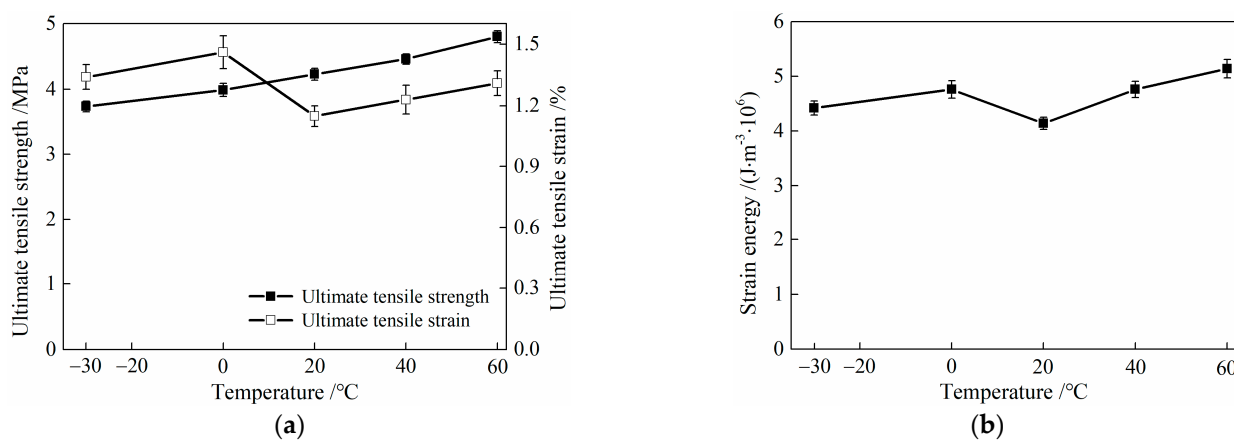 5
4
3
2
1
0
Ultimate tensile strength /MPa
1.5
1.2
0.9
0.6
0.3
0.0
Ultimate tensile strain /%
Ultimate tensile strength
Ultimate tensile strain
−30 −20 0 20 40 60
Temperature /°C
(a)
6
5
4
3
2
1
0
Strain energy /(J·m⁻³·10⁶)
−30 −20 0 20 40 60
Temperature /°C
(b)